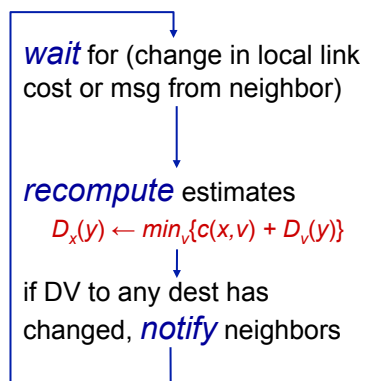 wait for (change in local link
cost or msg from neighbor)
recompute estimates
Dₓ(y) ← minᵥ{c(x,v) + Dᵥ(y)}
if DV to any dest has
changed, notify neighbors